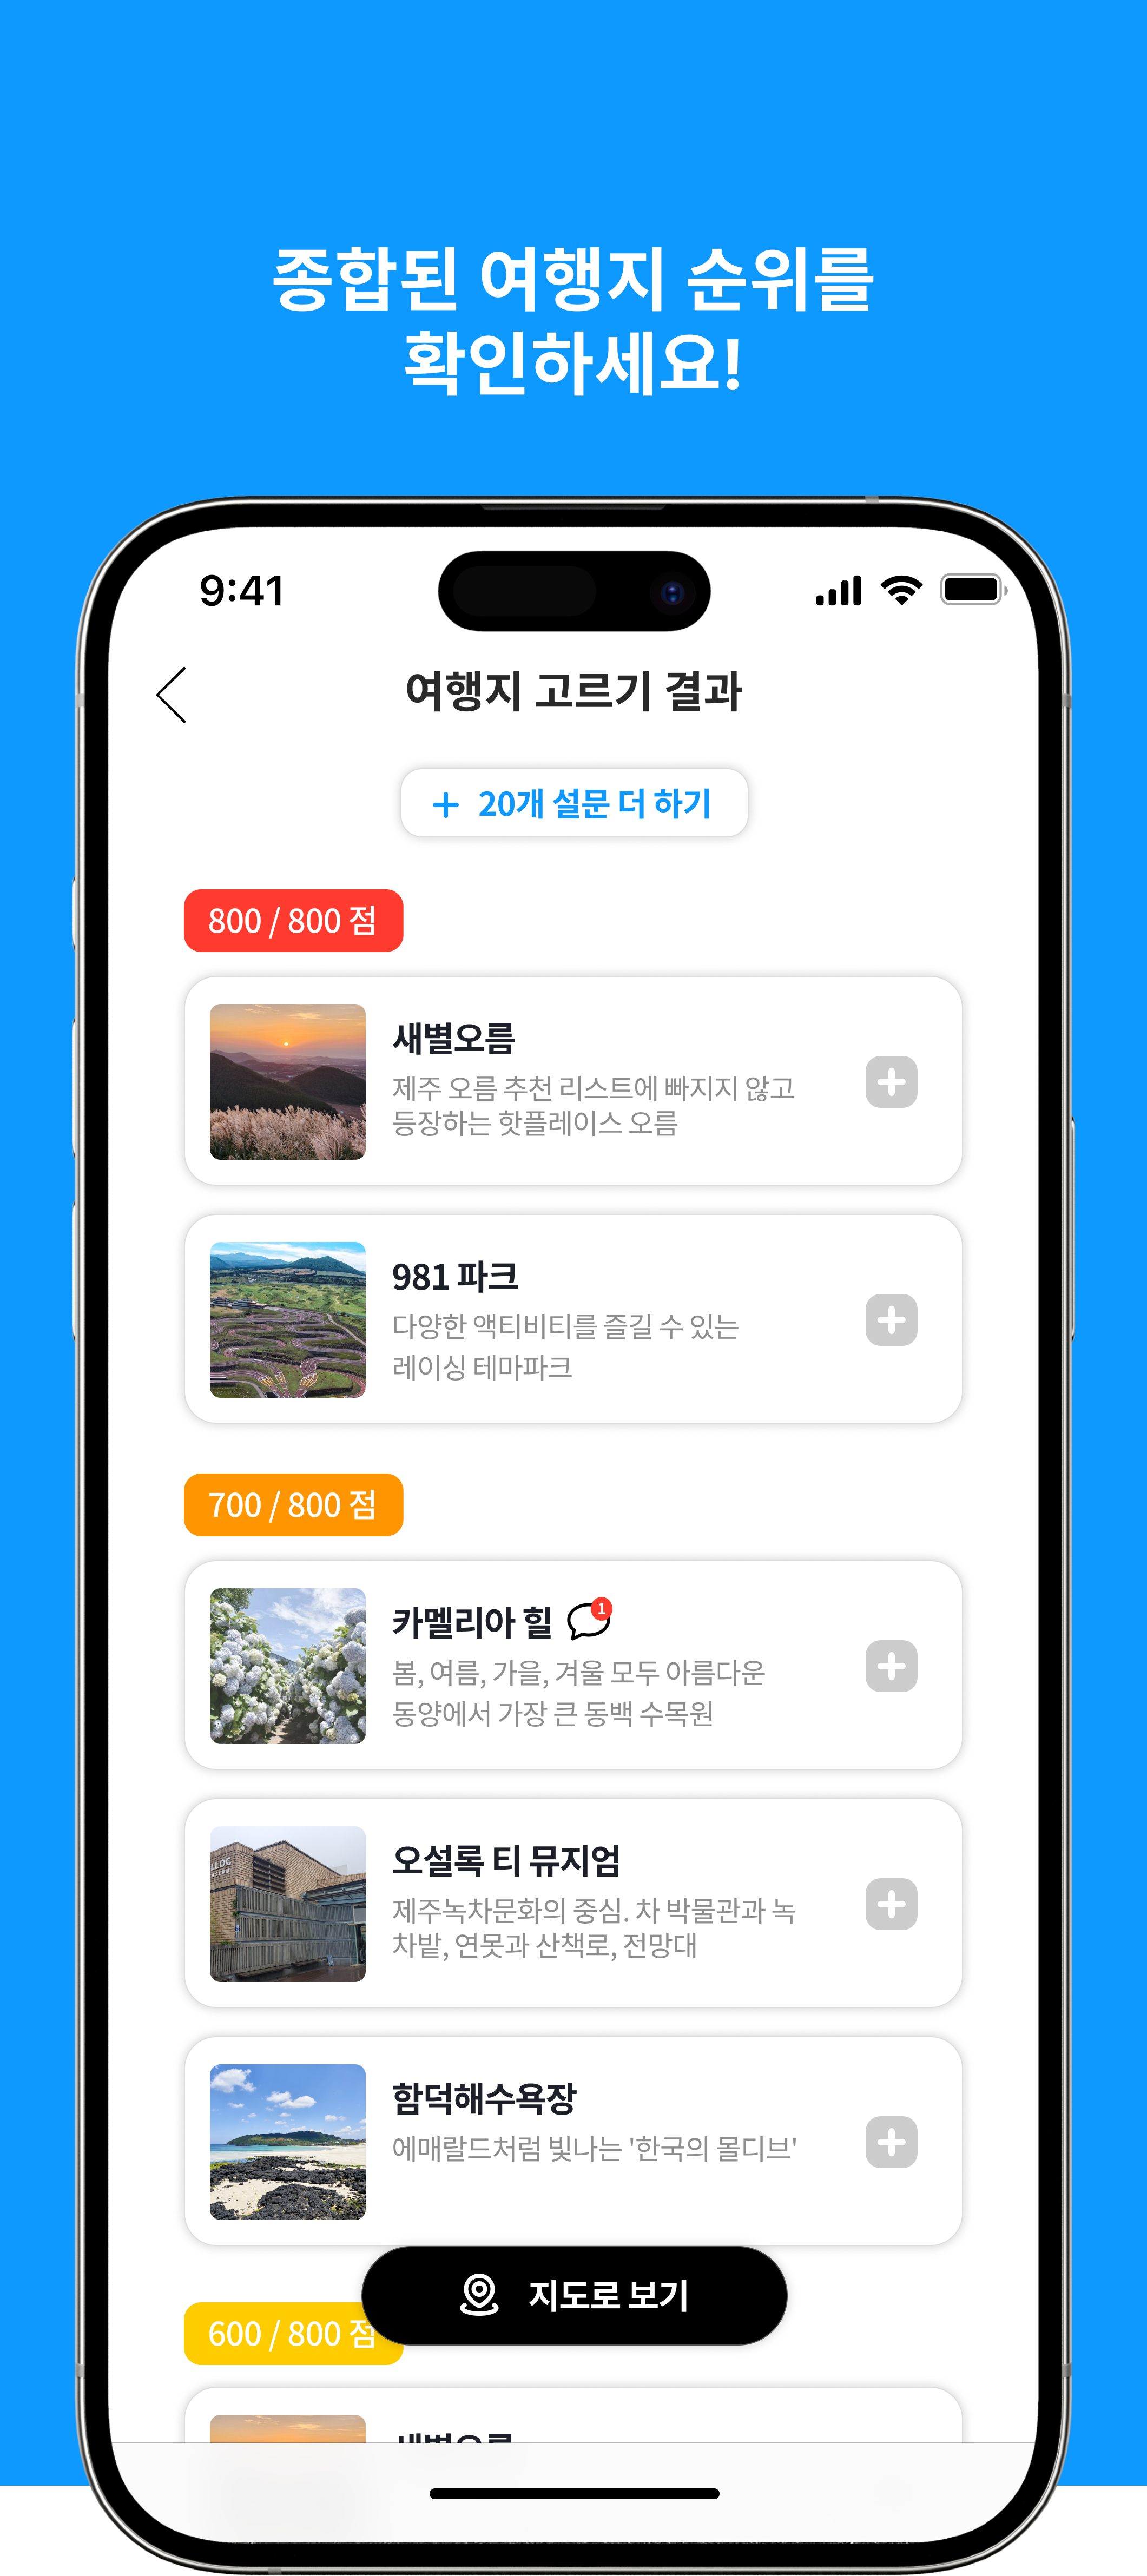 종합된 여행지 순위를
확인하세요!
9:41
여행지 고르기 결과
+ 20개 설문 더 하기
800 / 800 점
새별오름
제주 오름 추천 리스트에 빠지지 않고
등장하는 핫플레이스 오름
981 파크
다양한 액티비티를 즐길 수 있는
레이싱 테마파크
700 / 800 점
카멜리아 힐
1
봄, 여름, 가을, 겨울 모두 아름다운
동양에서 가장 큰 동백 수목원
LLOC
오설록 티 뮤지엄
제주녹차문화의 중심. 차 박물관과 녹
차밭, 연못과 산책로, 전망대
함덕해수욕장
에매랄드처럼 빛나는 '한국의 몰디브'
지도로 보기
600 / 800 점
새별오름